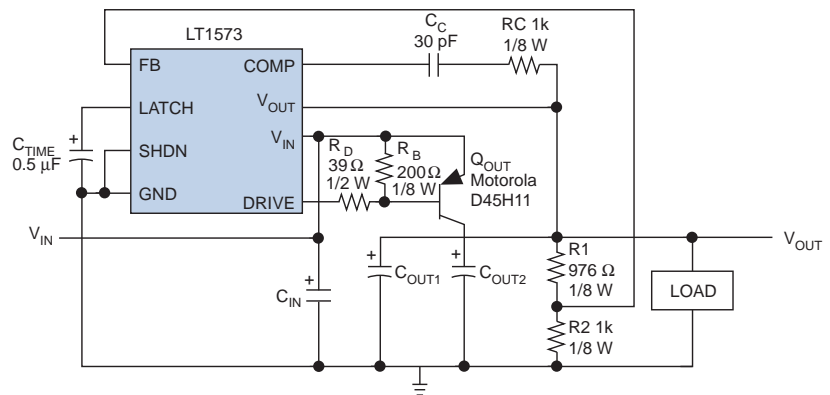 LT1573
FB
COMP
LATCH
V_OUT
V_IN
SHDN
GND
DRIVE
C_C
30 pF
RC 1k
1/8 W
C_TIME
0.5 µF
+
R_D
39 Ω
1/2 W
R_B
200 Ω
1/8 W
Q_OUT
Motorola
D45H11
V_IN
V_OUT
+
C_IN
+
C_OUT1
+
C_OUT2
R1
976 Ω
1/8 W
R2 1k
1/8 W
LOAD